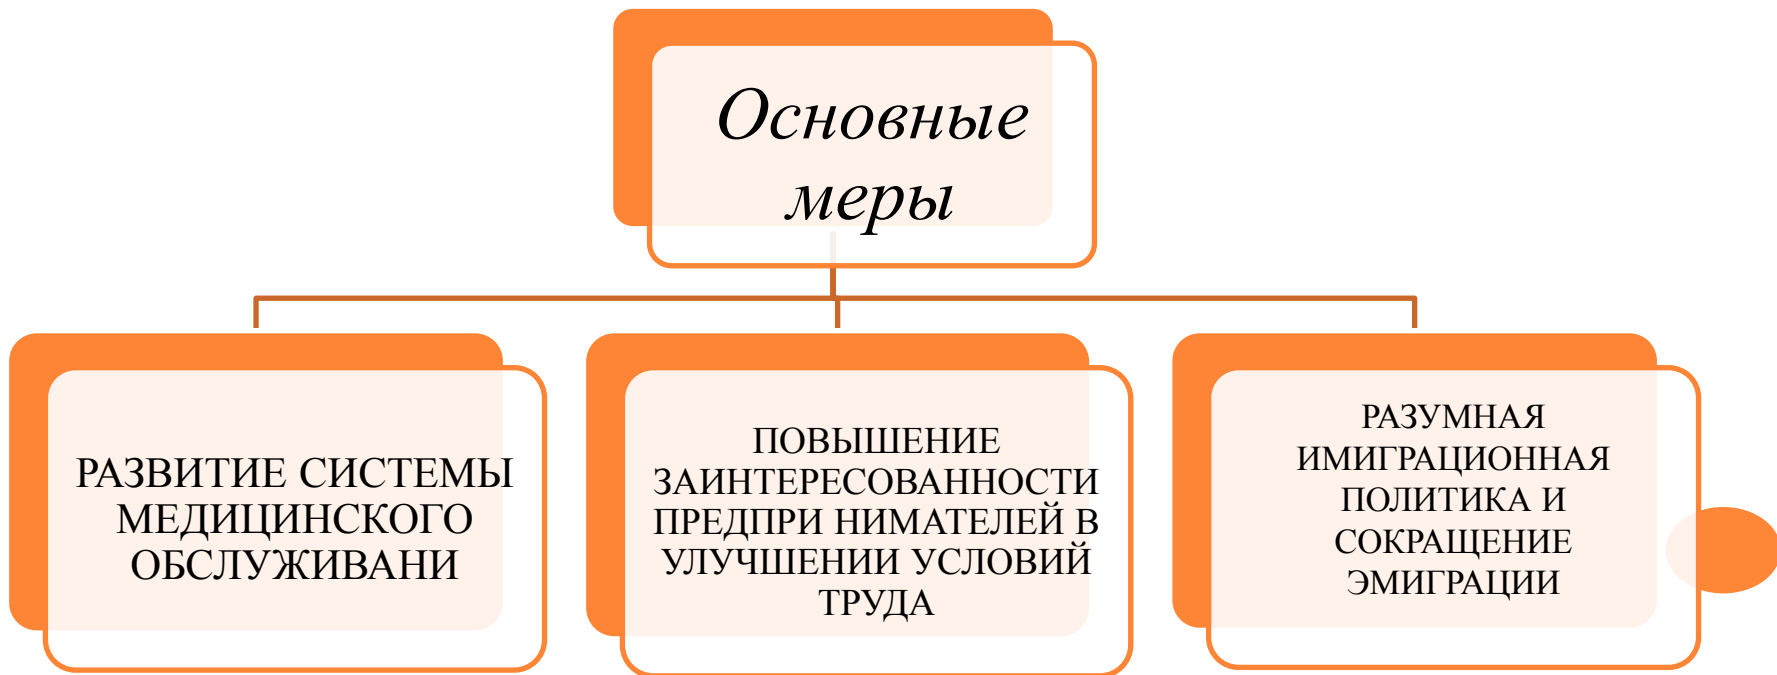 Основные
меры
РАЗВИТИЕ СИСТЕМЫ
МЕДИЦИНСКОГО
ОБСЛУЖИВАНИ
ПОВЫШЕНИЕ
ЗАИНТЕРЕСОВАННОСТИ
ПРЕДПРИ НИМАТЕЛЕЙ В
УЛУЧШЕНИИ УСЛОВИЙ
ТРУДА
РАЗУМНАЯ
ИМИГРАЦИОННАЯ
ПОЛИТИКА И
СОКРАЩЕНИЕ
ЭМИГРАЦИИ